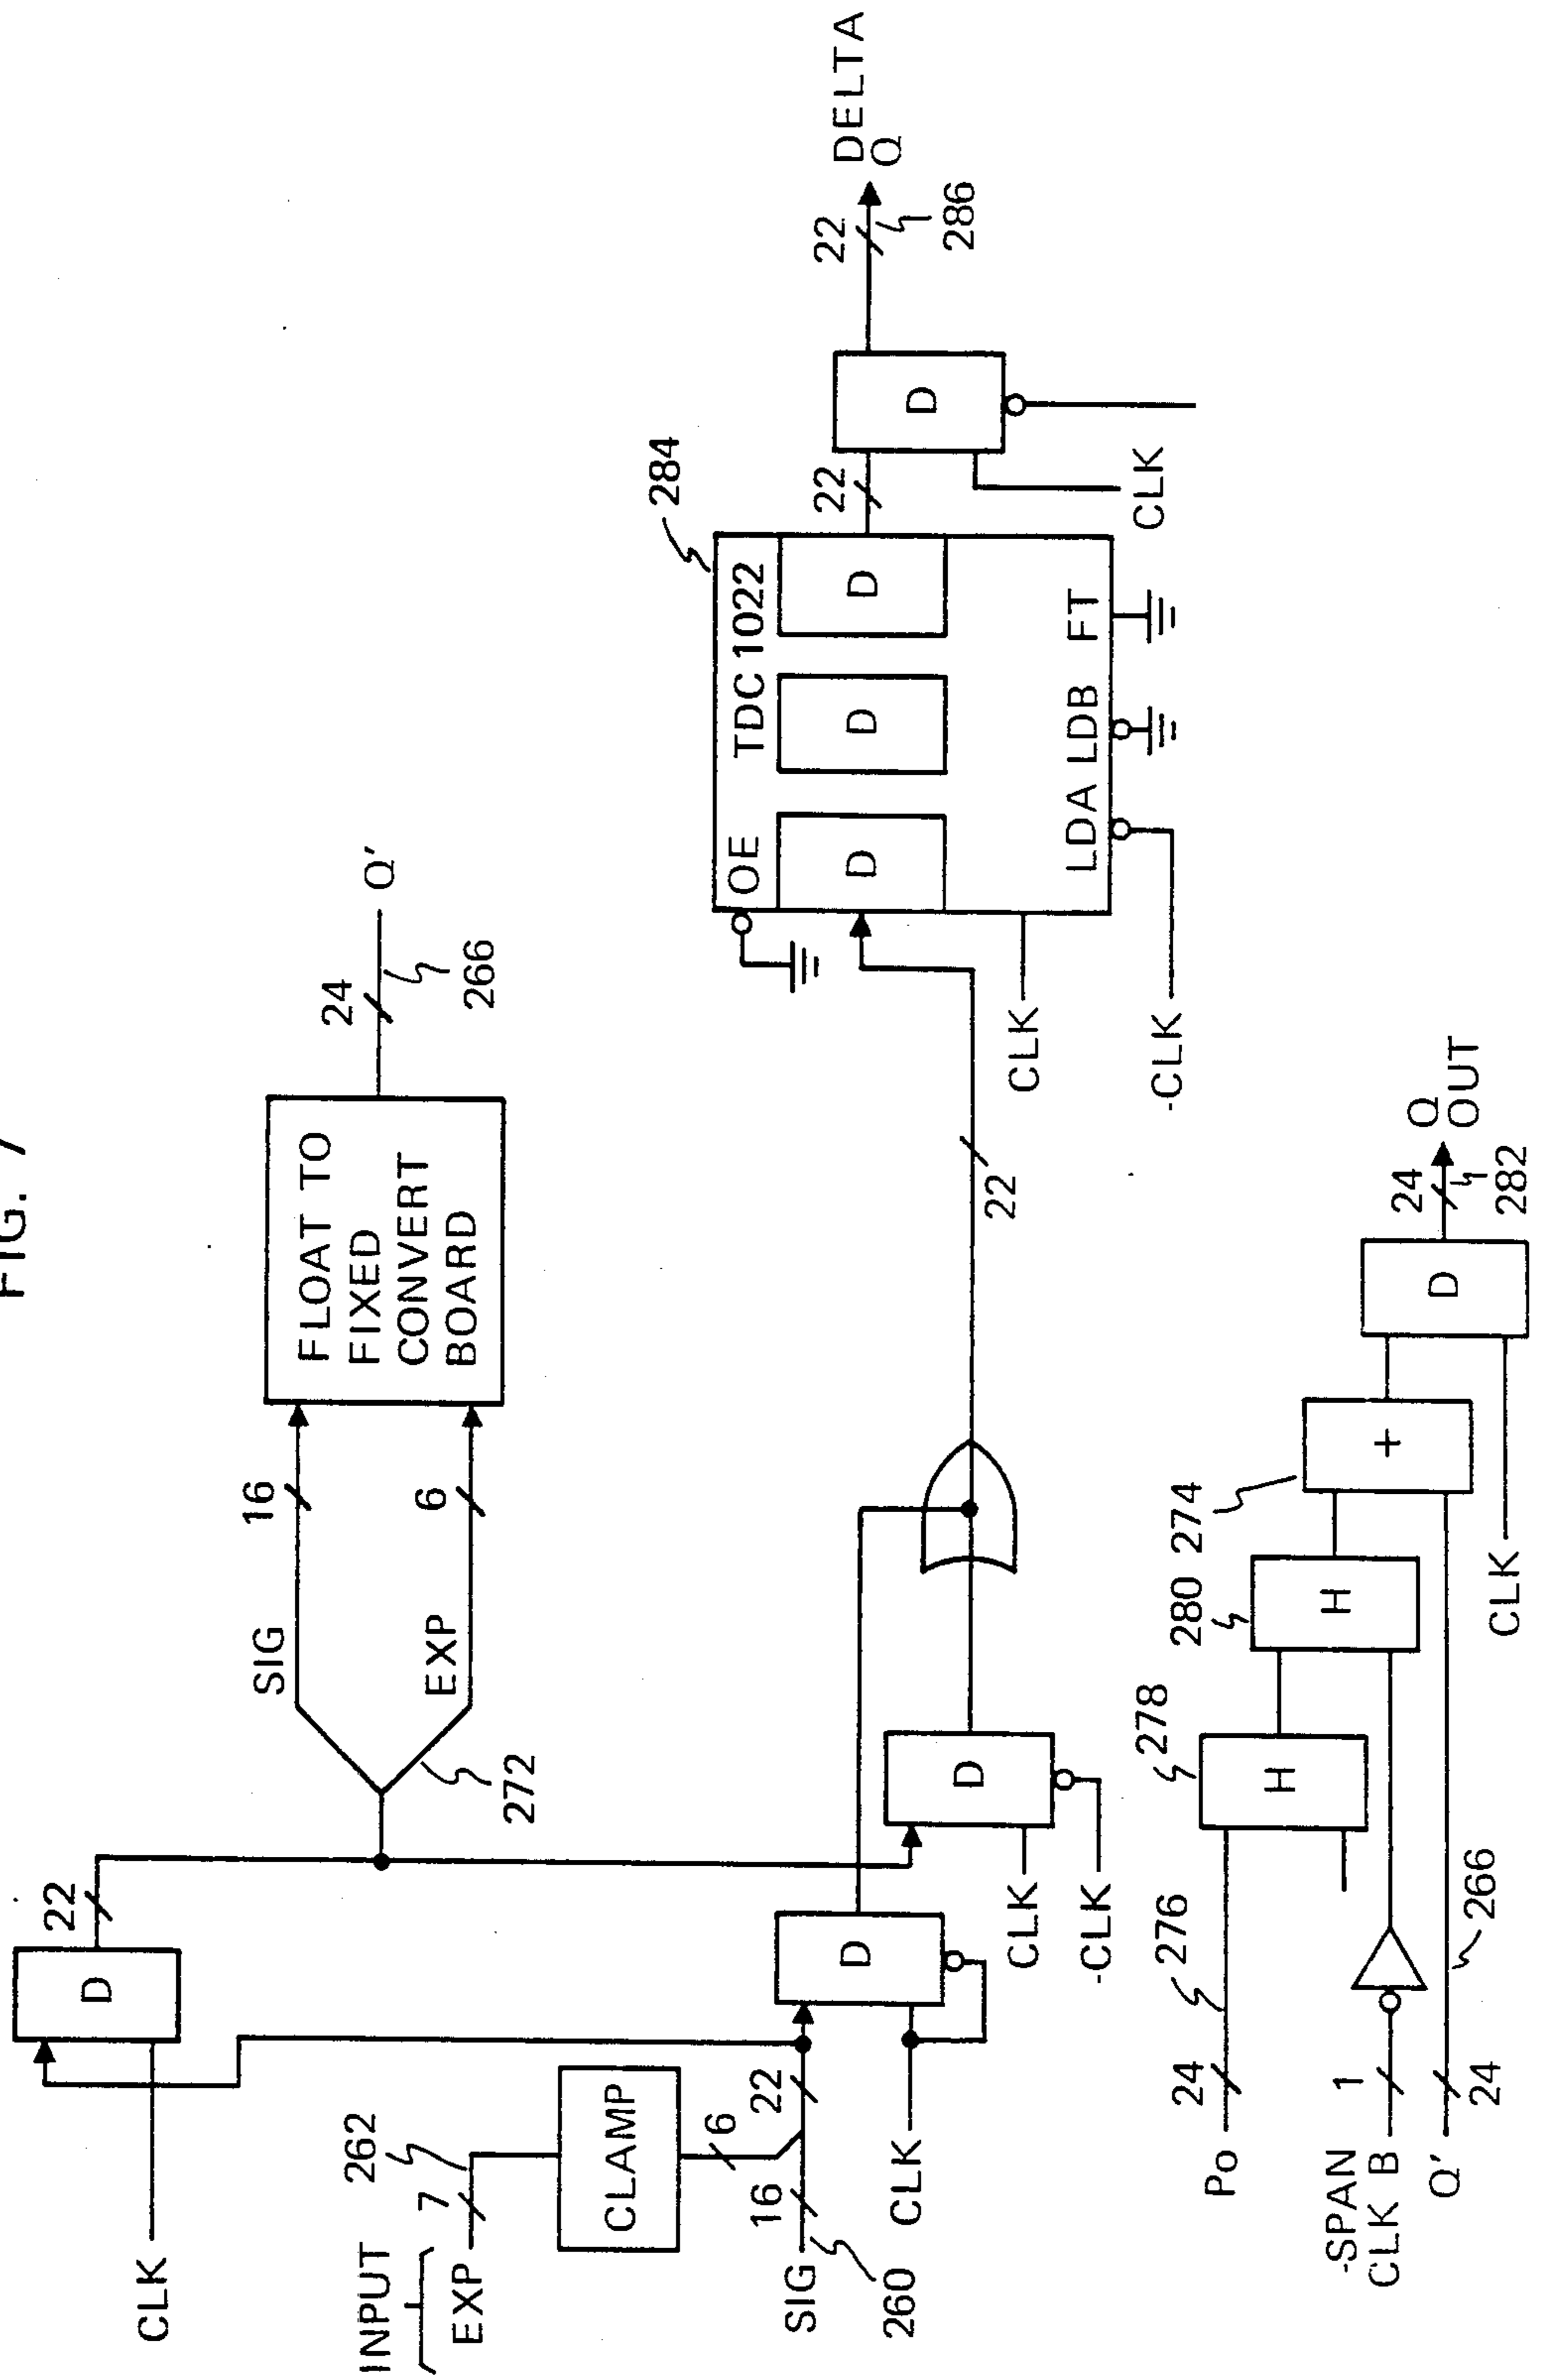 FIG. 7
CLK
D
22
SIG
16
EXP
6
272
FLOAT TO
FIXED
CONVERT
BOARD
24
266
Q'
INPUT
EXP
7
262
CLAMP
6
SIG
16
260
22
CLK
D
CLK
-CLK
D
22
CLK
-CLK
OE
TDC 1022
284
D
D
D
LDA
LDB
FT
22
CLK
D
22
286
DELTA
Q
Po
24
276
278
H
280
H
274
+
-SPAN
CLK B
1
Q'
24
266
CLK
D
24
282
Q
OUT